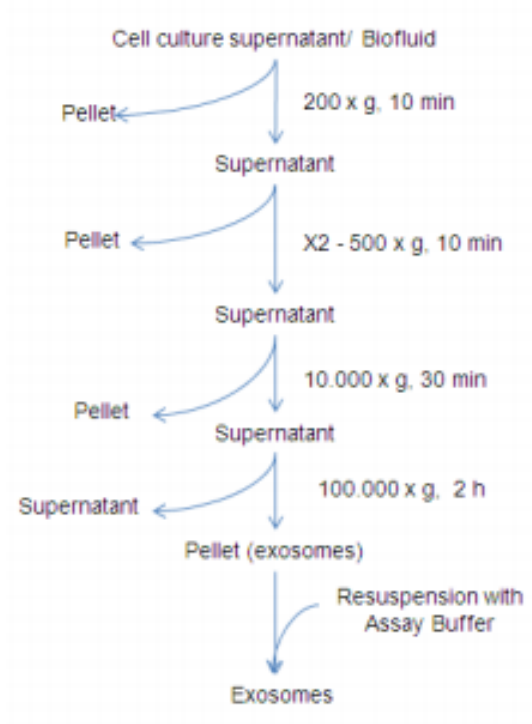 Cell culture supernatant/ Biofluid
200 x g, 10 min
Pellet
Supernatant
Pellet
X2 - 500 x g, 10 min
Supernatant
10.000 x g, 30 min
Pellet
Supernatant
100.000 x g, 2 h
Supernatant
Pellet (exosomes)
Resuspension with
Assay Buffer
Exosomes